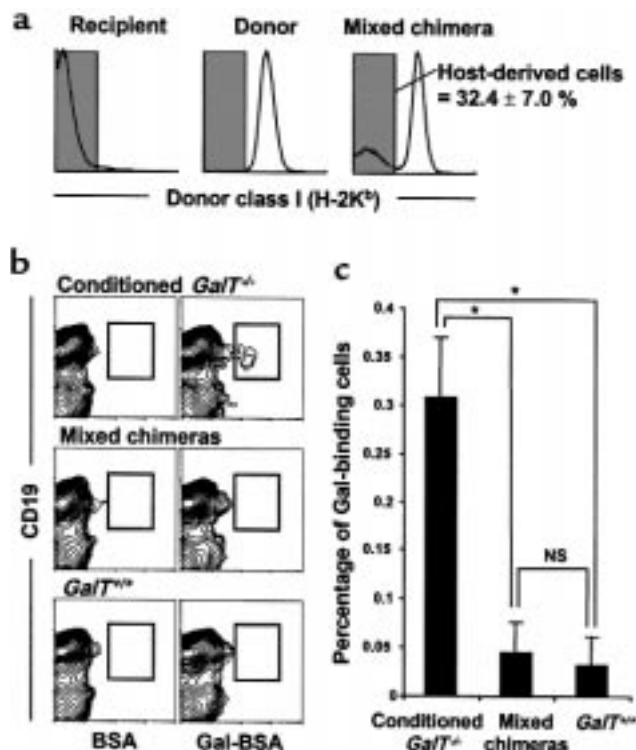 a
Recipient Donor Mixed chimera
Host-derived cells
= 32.4 ± 7.0 %
Donor class I (H-2Kᵇ)
b
Conditioned GalT-/-
Mixed chimeras
GalT+/+
CD19
BSA Gal-BSA
c
Percentage of Gal-binding cells
0.4
0.35
0.3
0.25
0.2
0.15
0.1
0.05
0
*
*
NS
Conditioned Mixed GalT+/+
GalT-/- chimeras